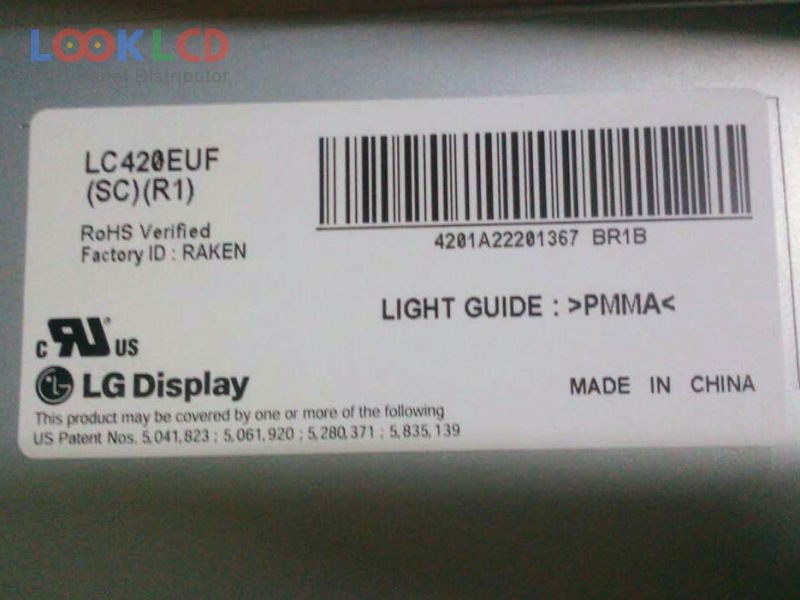 LOOKLCD
Distributor
LC420EUF
(SC)(R1)
RoHS Verified
Factory ID : RAKEN
4201A22201367 BR1B
LIGHT GUIDE : >PMMA<
c RU® US
LG Display
MADE IN CHINA
This product may be covered by one or more of the following
US Patent Nos. 5,041,823 ; 5,061,920 ; 5,280,371 ; 5,835,139